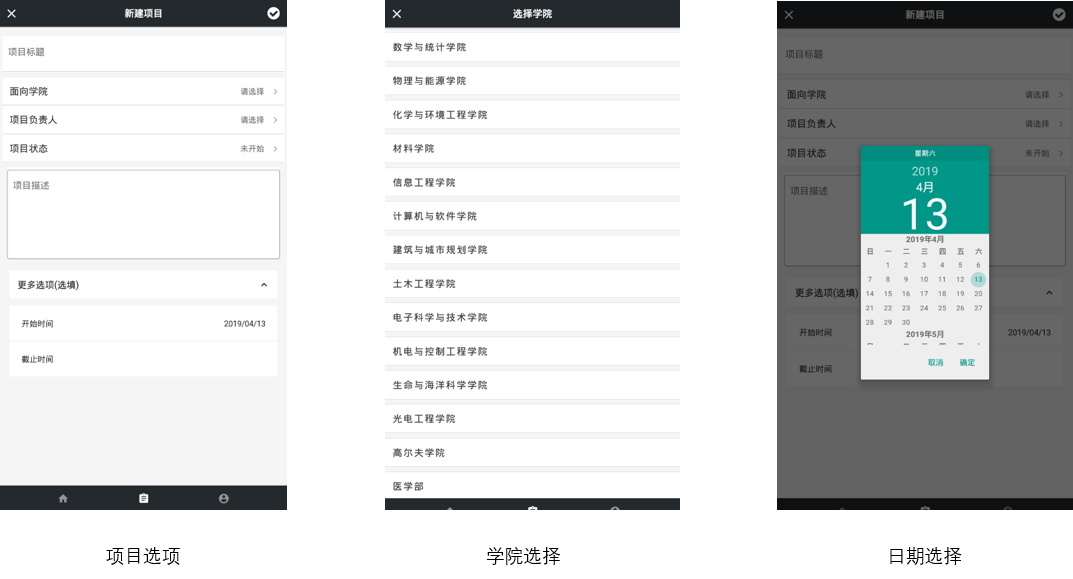 新建项目
项目标题
面向学院 请选择
项目负责人 请选择
项目状态 未开始
项目描述
更多选项(选填)
开始时间 2019/04/13
截止时间
项目选项
选择学院
数学与统计学院
物理与能源学院
化学与环境工程学院
材料学院
信息工程学院
计算机与软件学院
建筑与城市规划学院
土木工程学院
电子科学与技术学院
机电与控制工程学院
生命与海洋科学学院
光电工程学院
高尔夫学院
医学部
学院选择
新建项目
项目标题
面向学院 请选择
项目负责人 请选择
项目状态 未开始
项目描述
更多选项(选填)
开始时间 2019/04/13
截止时间
星期六
2019
4月
13
2019年4月
日 一 二 三 四 五 六
1 2 3 4 5 6
7 8 9 10 11 12 13
14 15 16 17 18 19 20
21 22 23 24 25 26 27
28 29 30
2019年5月
取消 确定
日期选择